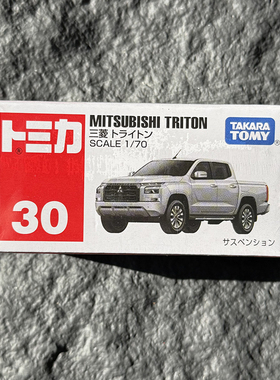 トミカ
30
MITSUBISHI TRITON
三菱 トライトン
SCALE 1/70
TAKARA
TOMY
サスペンション